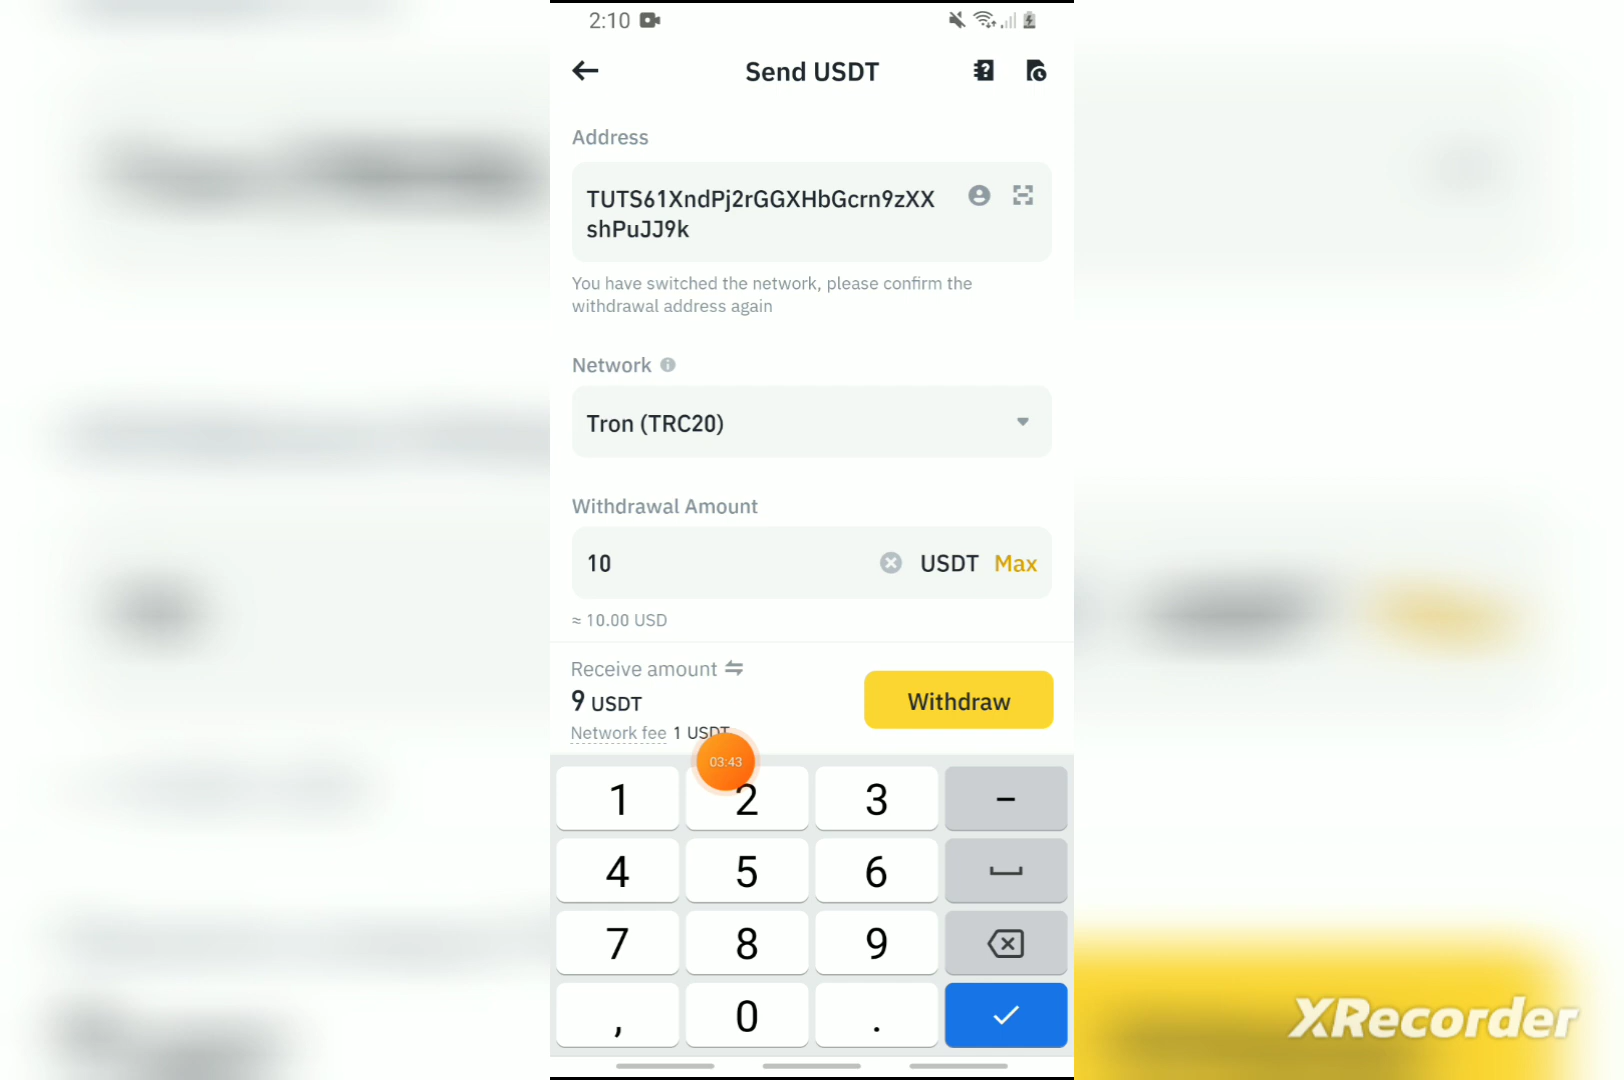 2:10
Send USDT
Address
TUTS61XndPj2rGGXHbGcrn9zXX
shPuJJ9k
You have switched the network, please confirm the
withdrawal address again
Network
Tron (TRC20)
Withdrawal Amount
10 USDT Max
≈ 10.00 USD
Receive amount
9 USDT
Withdraw
Network fee 1 USDT
03:43
1 2 3 -
4 5 6
7 8 9
, 0 .
XRecorder